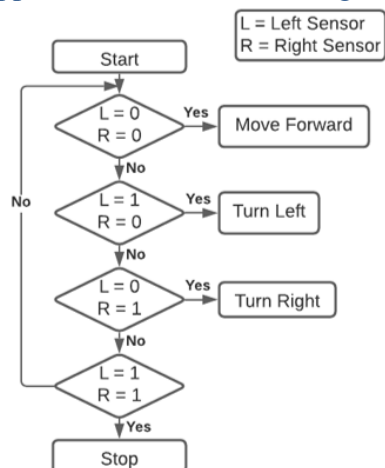 L = Left Sensor
R = Right Sensor
Start
L = 0
R = 0
Yes
Move Forward
No
L = 1
R = 0
Yes
Turn Left
No
L = 0
R = 1
Yes
Turn Right
No
L = 1
R = 1
No
Yes
Stop